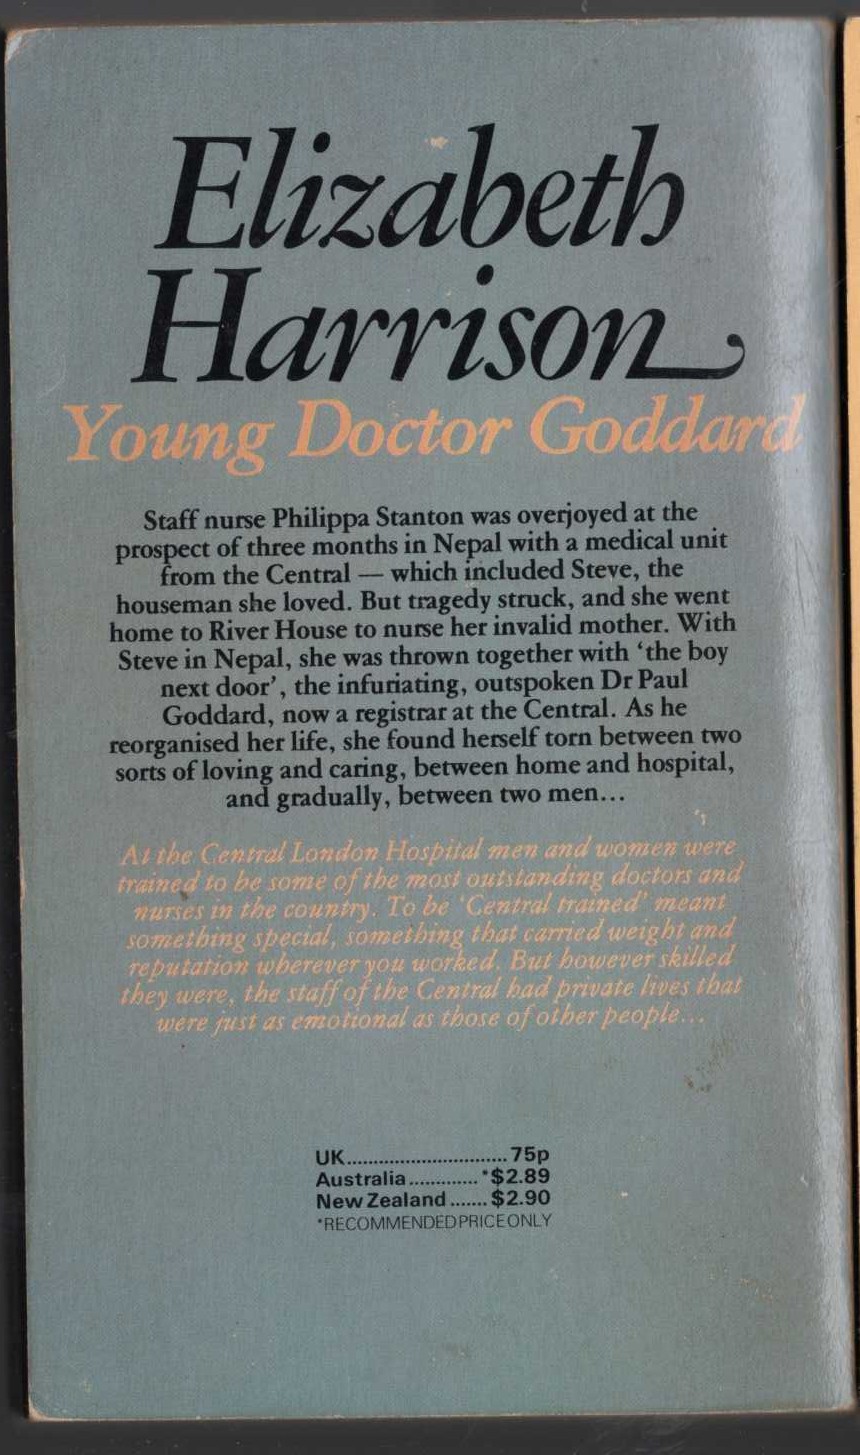 Elizabeth
Harrison
Young Doctor Goddard
Staff nurse Philippa Stanton was overjoyed at the
prospect of three months in Nepal with a medical unit
from the Central — which included Steve, the
houseman she loved. But tragedy struck, and she went
home to River House to nurse her invalid mother. With
Steve in Nepal, she was thrown together with ‘the boy
next door’, the infuriating, outspoken Dr Paul
Goddard, now a registrar at the Central. As he
reorganised her life, she found herself torn between two
sorts of loving and caring, between home and hospital,
and gradually, between two men...
At the Central London Hospital men and women were
trained to be some of the most outstanding doctors and
nurses in the country. To be ‘Central trained’ meant
something special, something that carried weight and
reputation wherever you worked. But however skilled
they were, the staff of the Central had private lives that
were just as emotional as those of other people...
UK............................... 75p
Australia ............. *$2.89
New Zealand ....... $2.90
*RECOMMENDED PRICE ONLY